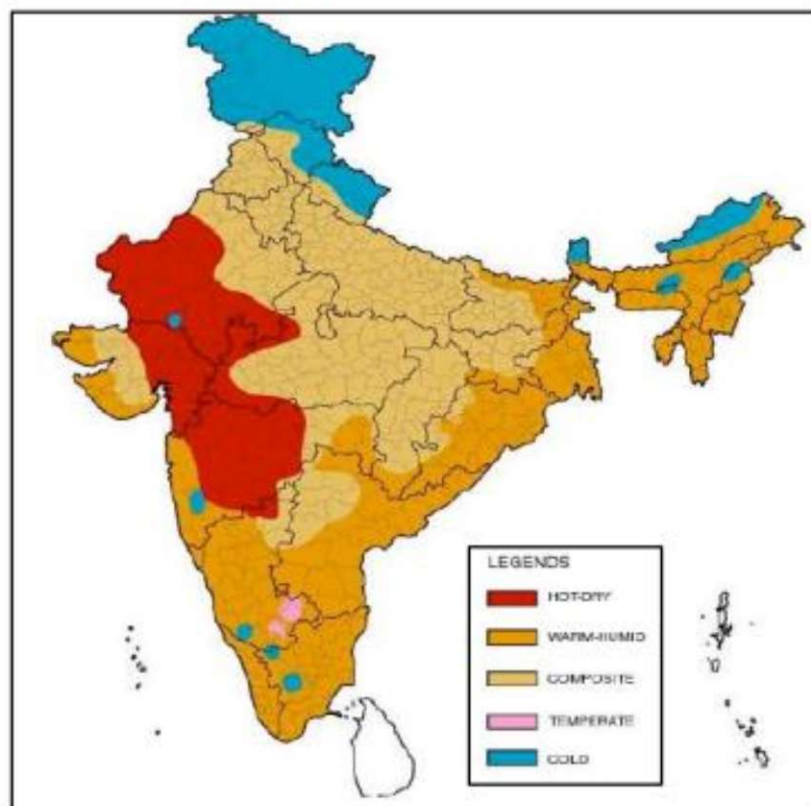 LEGENDS
HOT-DRY
WARM-HUMID
COMPOSITE
TEMPERATE
COLD